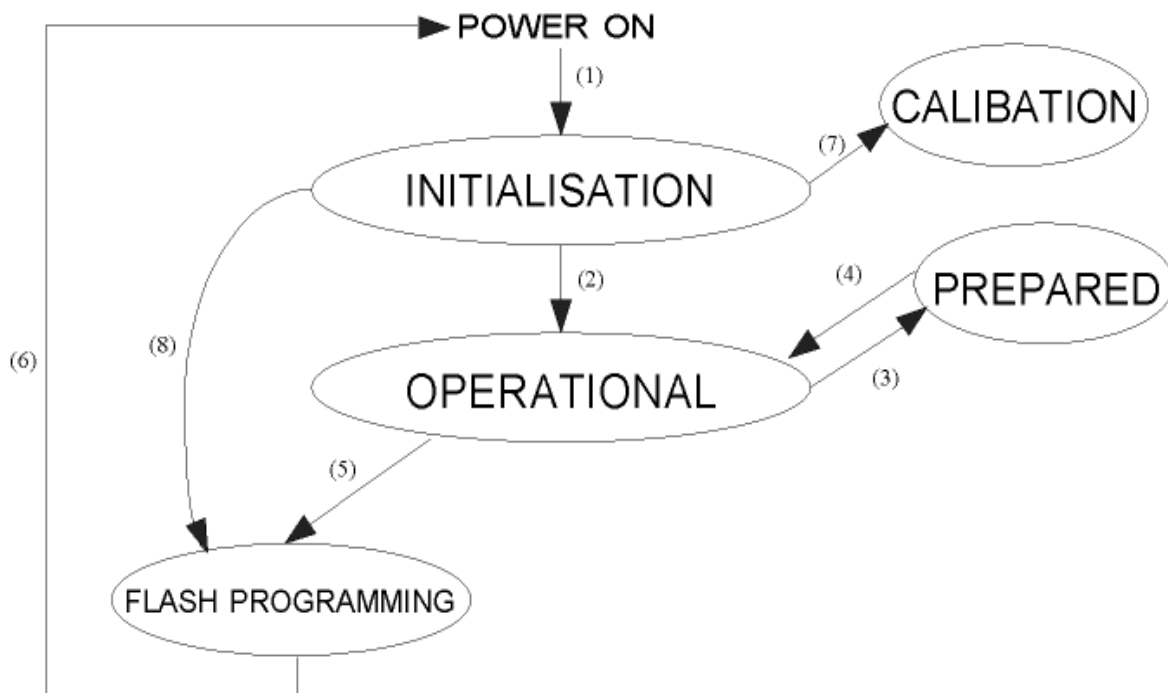 POWER ON
(1)
CALIBATION
(7)
INITIALISATION
(2)
(4)
PREPARED
(8)
(6)
(3)
OPERATIONAL
(5)
FLASH PROGRAMMING